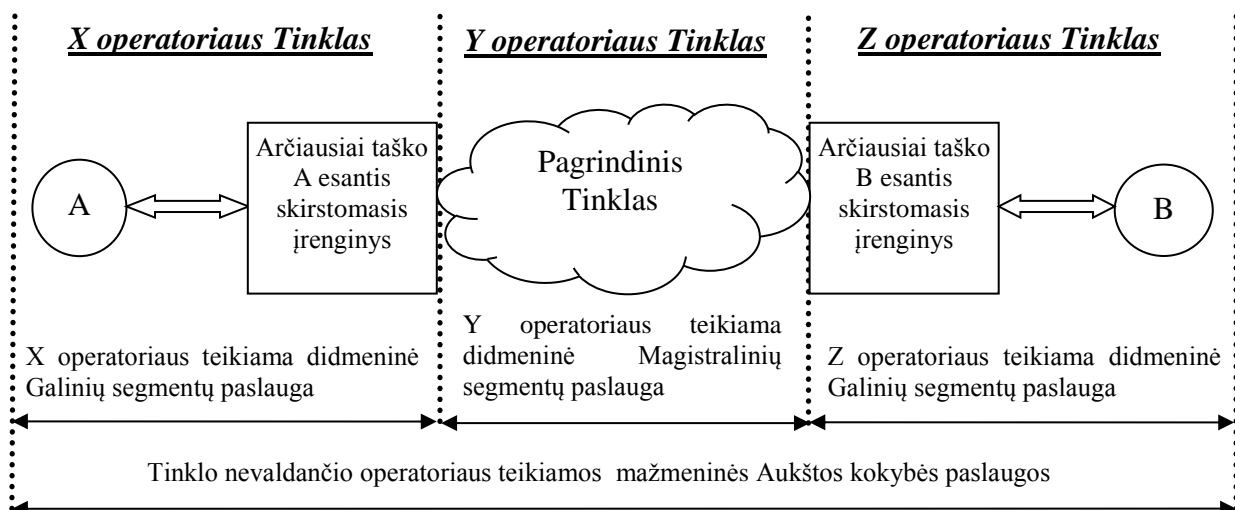 X operatoriaus Tinklas
Y operatoriaus Tinklas
Z operatoriaus Tinklas
A
Arčiausiai taško
A esantis
skirstomasis
įrenginys
Pagrindinis
Tinklas
Arčiausiai taško
B esantis
skirstomasis
įrenginys
B
X operatoriaus teikiama didmeninė
Galinių segmentų paslauga
Y operatoriaus teikiama
didmeninė Magistralinių
segmentų paslauga
Z operatoriaus teikiama didmeninė
Galinių segmentų paslauga
Tinklo nevaldančio operatoriaus teikiamos mažmeninės Aukštos kokybės paslaugos